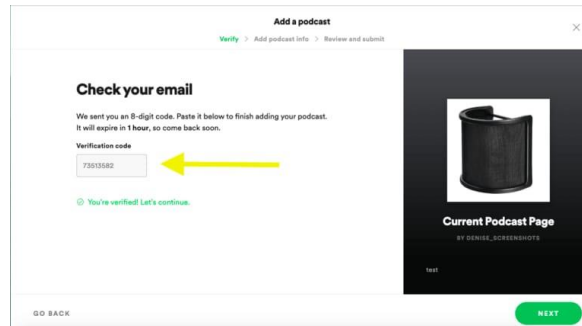 Add a podcast
Verify > Add podcast info > Review and submit
Check your email
We sent you an 8-digit code. Paste it below to finish adding your podcast.
It will expire in 1 hour, so come back soon.
Verification code
73513582
You're verified! Let's continue.
Current Podcast Page
BY DENISE_SCREENSHOTS
test
GO BACK
NEXT